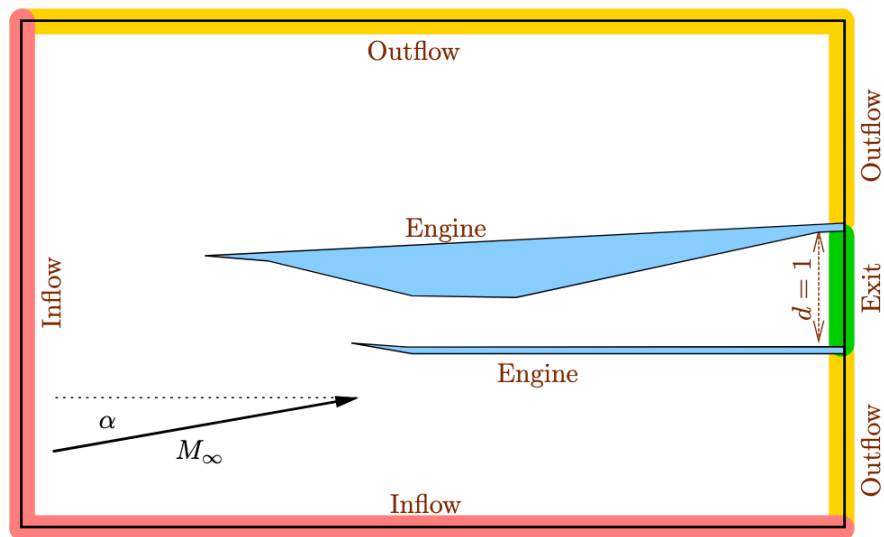 Outflow
Outflow
Engine
Inflow
d = 1
Exit
Engine
α
M∞
Outflow
Inflow